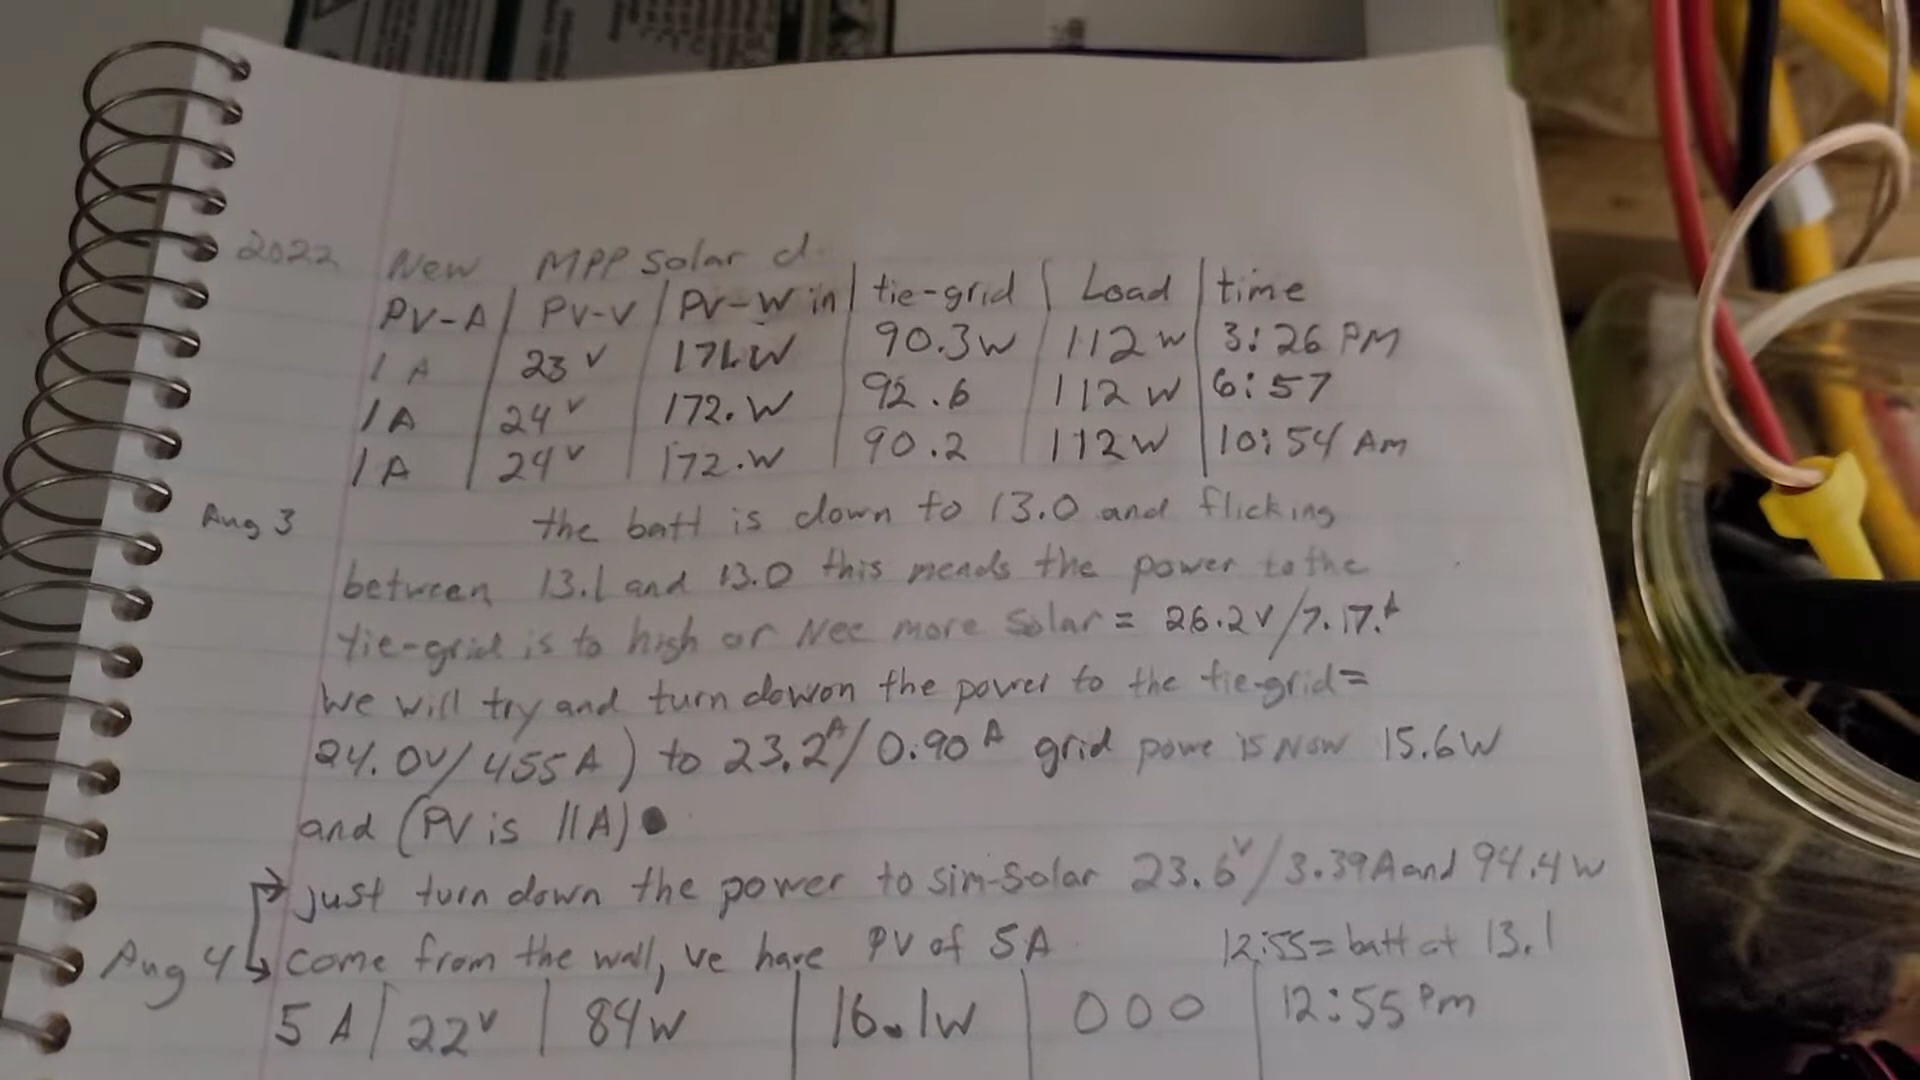 2022 New MPP solar d.
PV-A | PV-V | PV-W in | tie-grid | Load | time
1 A | 23 V | 171.W | 90.3W | 112 W | 3:26 PM
1 A | 24 V | 172.W | 92.6 | 112 W | 6:57
1 A | 24 V | 172.W | 90.2 | 112W | 10:54 Am
Aug 3 the batt is down to 13.0 and flicking
between 13.1 and 13.0 this meads the power to the
tie-grid is to high or Nee more Solar = 26.2V/7.17.A
We will try and turn dowon the power to the tie-grid=
24.0V/455A) to 23.2A/0.90A grid powe is Now 15.6W
and (PV is 11A)
just turn down the power to sim-Solar 23.6V/3.39A and 94.4W
Aug 4 come from the wall, ve have PV of 5A 12:55=batt at 13.1
5 A | 22V | 84W | 16.1W | 000 | 12:55 Pm